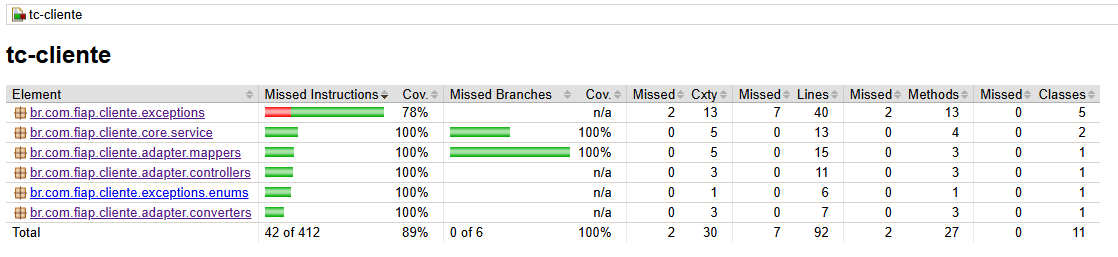 tc-cliente
tc-cliente
Element Missed Instructions Cov. Missed Branches Cov. Missed Cxty Missed Lines Missed Methods Missed Classes
br.com.fiap.cliente.exceptions 78% n/a 2 13 7 40 2 13 0 5
br.com.fiap.cliente.core.service 100% 100% 0 5 0 13 0 4 0 2
br.com.fiap.cliente.adapter.mappers 100% 100% 0 5 0 15 0 3 0 1
br.com.fiap.cliente.adapter.controllers 100% n/a 0 3 0 11 0 3 0 1
br.com.fiap.cliente.exceptions.enums 100% n/a 0 1 0 6 0 1 0 1
br.com.fiap.cliente.adapter.converters 100% n/a 0 3 0 7 0 3 0 1
Total 42 of 412 89% 0 of 6 100% 2 30 7 92 2 27 0 11